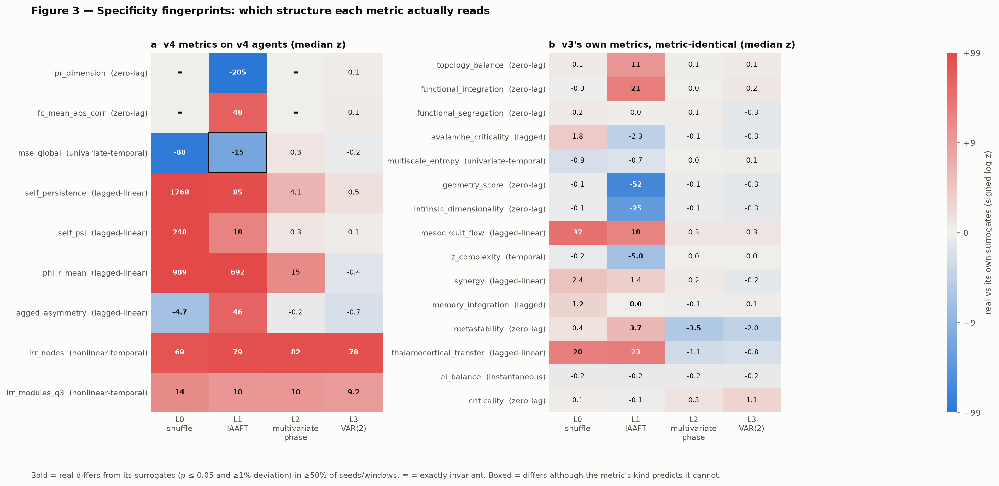 Figure 3 — Specificity fingerprints: which structure each metric actually reads
a  v4 metrics on v4 agents (median z)
pr_dimension  (zero-lag) ≡ -205 ≡ 0.1
fc_mean_abs_corr  (zero-lag) ≡ 48 ≡ 0.1
mse_global  (univariate-temporal) -88 -15 0.3 -0.2
self_persistence  (lagged-linear) 1768 85 4.1 0.5
self_psi  (lagged-linear) 248 18 0.3 0.1
phi_r_mean  (lagged-linear) 989 692 15 -0.4
lagged_asymmetry  (lagged-linear) -4.7 46 -0.2 -0.7
irr_nodes  (nonlinear-temporal) 69 79 82 78
irr_modules_q3  (nonlinear-temporal) 14 10 10 9.2
L0 L1 L2 L3
shuffle IAAFT multivariate VAR(2)
phase
b  v3's own metrics, metric-identical (median z)
topology_balance  (zero-lag) 0.1 11 0.1 0.1
functional_integration  (zero-lag) -0.0 21 0.0 0.2
functional_segregation  (zero-lag) 0.2 0.0 0.1 -0.3
avalanche_criticality  (lagged) 1.8 -2.3 -0.1 -0.3
multiscale_entropy  (univariate-temporal) -0.8 -0.7 0.0 0.1
geometry_score  (zero-lag) -0.1 -52 -0.1 -0.3
intrinsic_dimensionality  (zero-lag) -0.1 -25 -0.1 -0.3
mesocircuit_flow  (lagged-linear) 32 18 0.3 0.3
lz_complexity  (temporal) -0.2 -5.0 0.0 0.0
synergy  (lagged-linear) 2.4 1.4 0.2 -0.2
memory_integration  (lagged) 1.2 0.0 -0.1 0.1
metastability  (zero-lag) 0.4 3.7 -3.5 -2.0
thalamocortical_transfer  (lagged-linear) 20 23 -1.1 -0.8
ei_balance  (instantaneous) -0.2 -0.2 -0.2 -0.2
criticality  (zero-lag) 0.1 -0.1 0.3 1.1
L0 L1 L2 L3
shuffle IAAFT multivariate VAR(2)
phase
+99
+9
0
−9
−99
real vs its own surrogates (signed log z)
Bold = real differs from its surrogates (p ≤ 0.05 and ≥1% deviation) in ≥50% of seeds/windows. ≡ = exactly invariant. Boxed = differs although the metric's kind predicts it cannot.